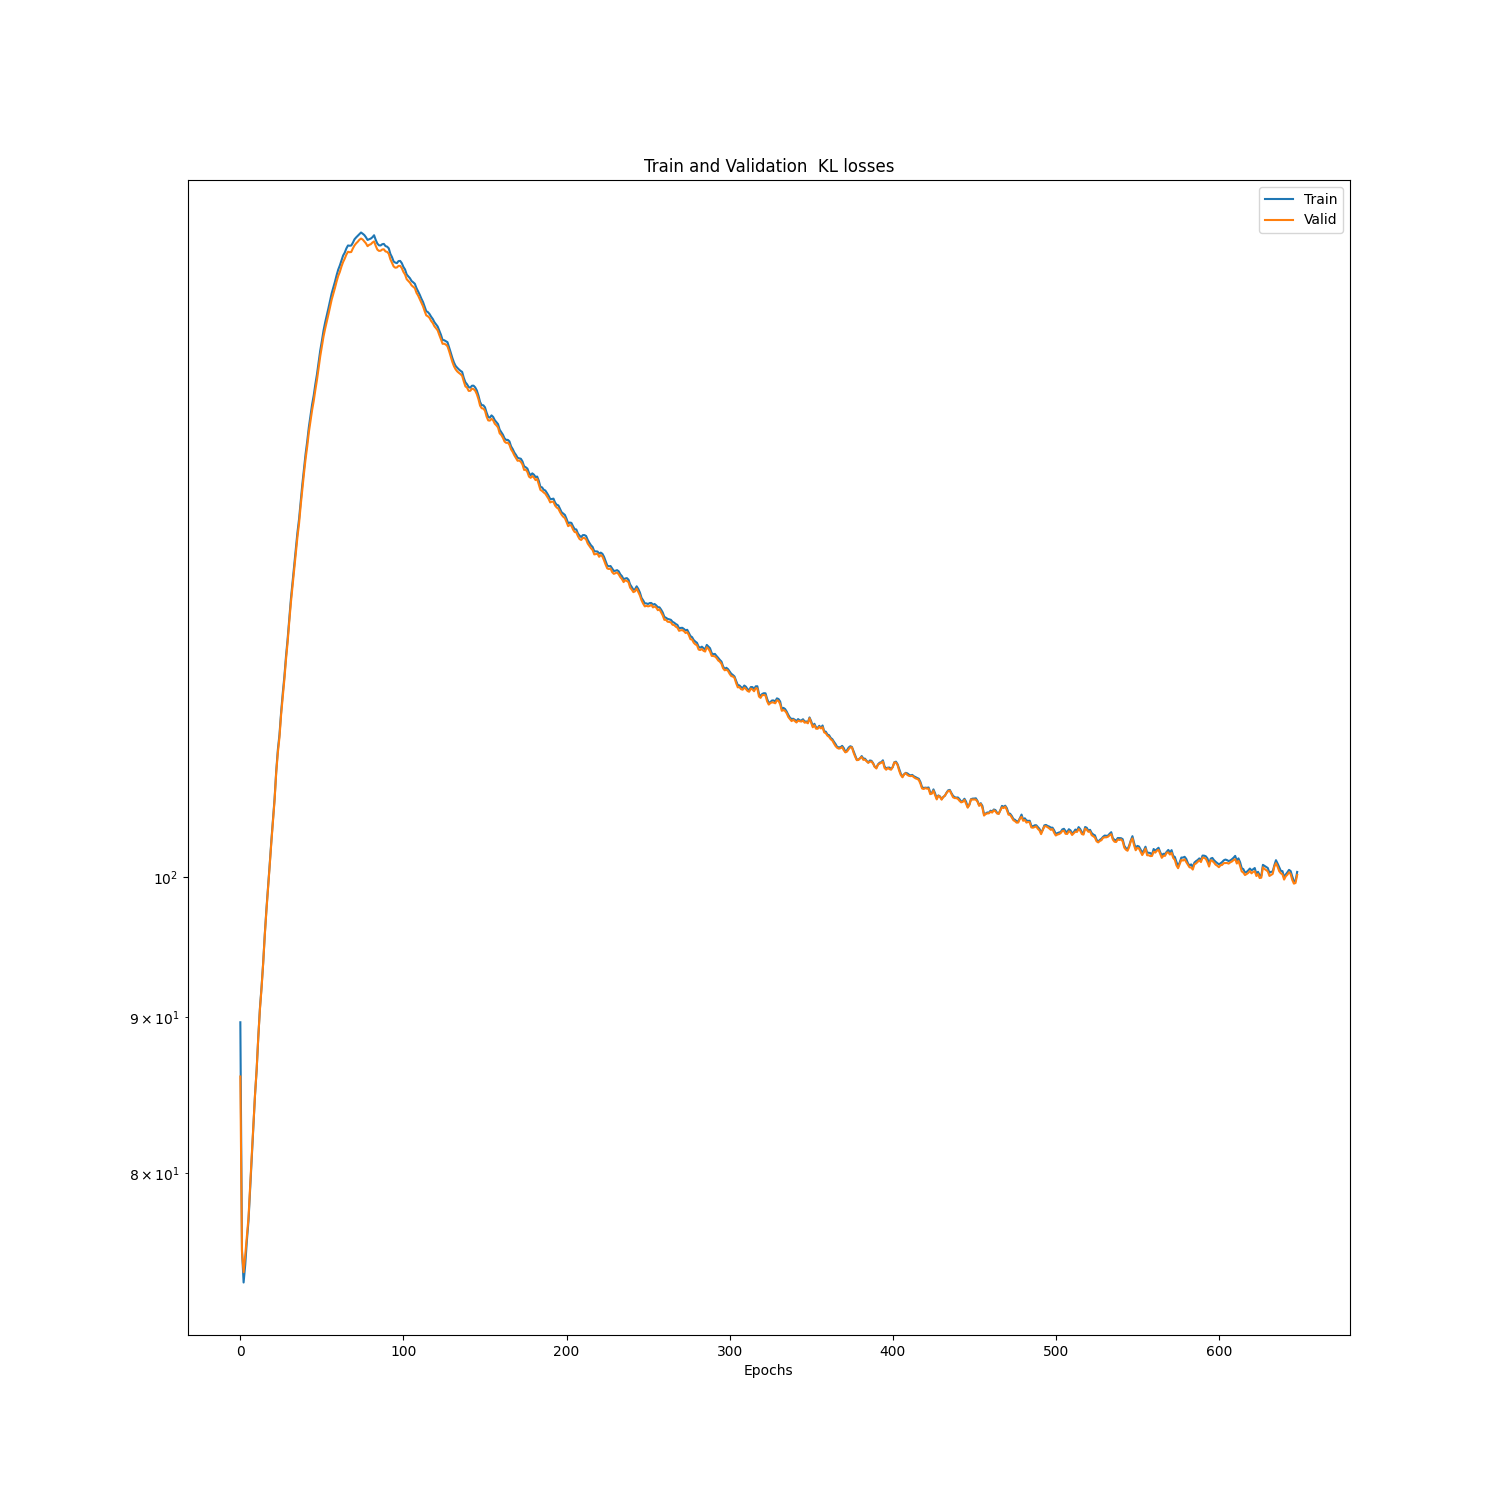 Train and Validation  KL losses
Train
Valid
10²
9 × 10¹
8 × 10¹
0 100 200 300 400 500 600
Epochs